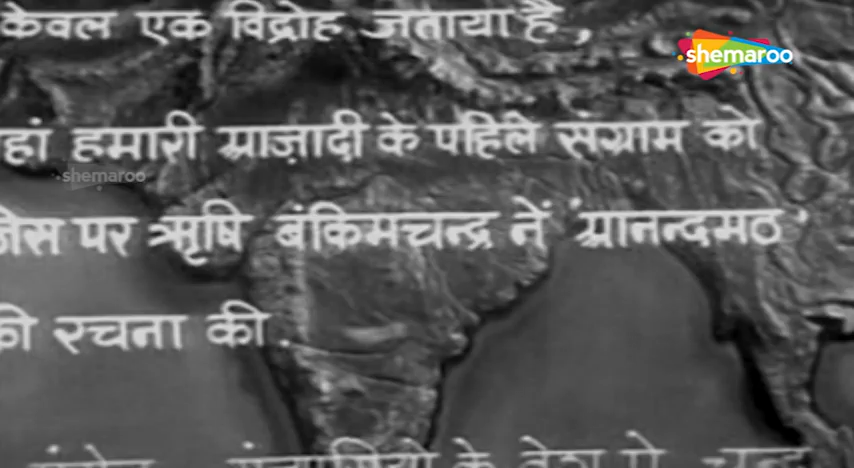 केवल एक विद्रोह जताया है,
shemaroo
हमारी आज़ादी के पहिले संग्राम को
shemaroo
पर ऋषि बंकिमचन्द्र नें 'आनन्दमठ'
की रचना की.